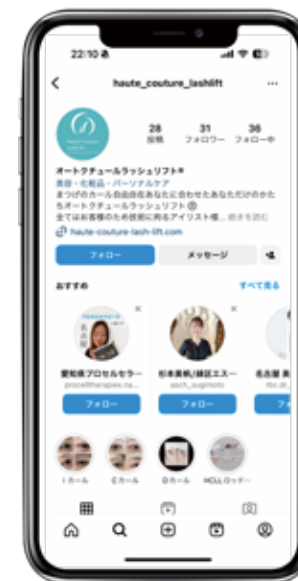 22:10
haute_couture_lashlift
28 31 36
投稿 フォロワー フォロー中
オートクチュールラッシュリフト®
美容・化粧品・パーソナルケア
まつげのカール自由自在あなたに合わせたあなただけのかた
ちオートクチュールラッシュリフト®
全てはお客様のため技術に拘るアイリスト様... 続きを読む
haute-couture-lash-lift.com
フォロー メッセージ
おすすめ すべて見る
名古屋
愛知県プロセルセラ… 杉本美帆/緑区エス… 名古屋 美
procelltherapies.na... esch_sugimoto
フォロー フォロー フ
Iカール Cカール Dカール HCLLロッド…